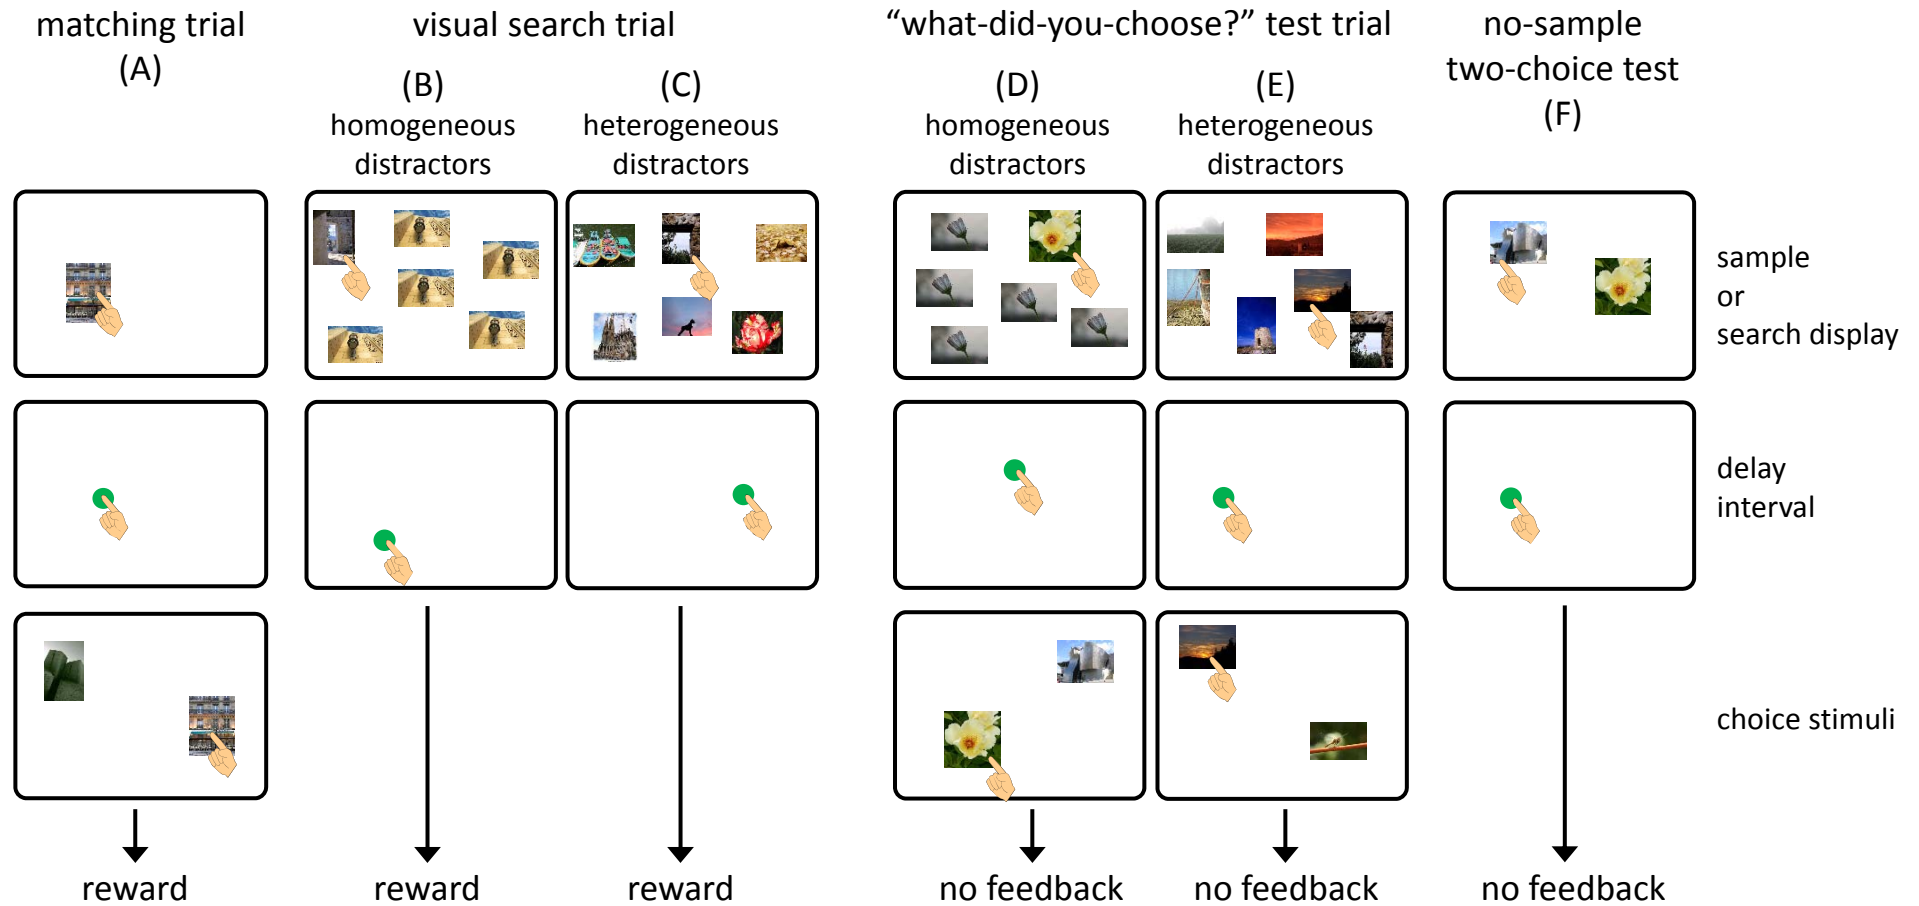 matching trial
(A)
visual search trial
(B)
homogeneous
distractors
(C)
heterogeneous
distractors
“what-did-you-choose?” test trial
(D)
homogeneous
distractors
(E)
heterogeneous
distractors
no-sample
two-choice test
(F)
sample
or
search display
delay
interval
choice stimuli
reward
reward
reward
no feedback
no feedback
no feedback